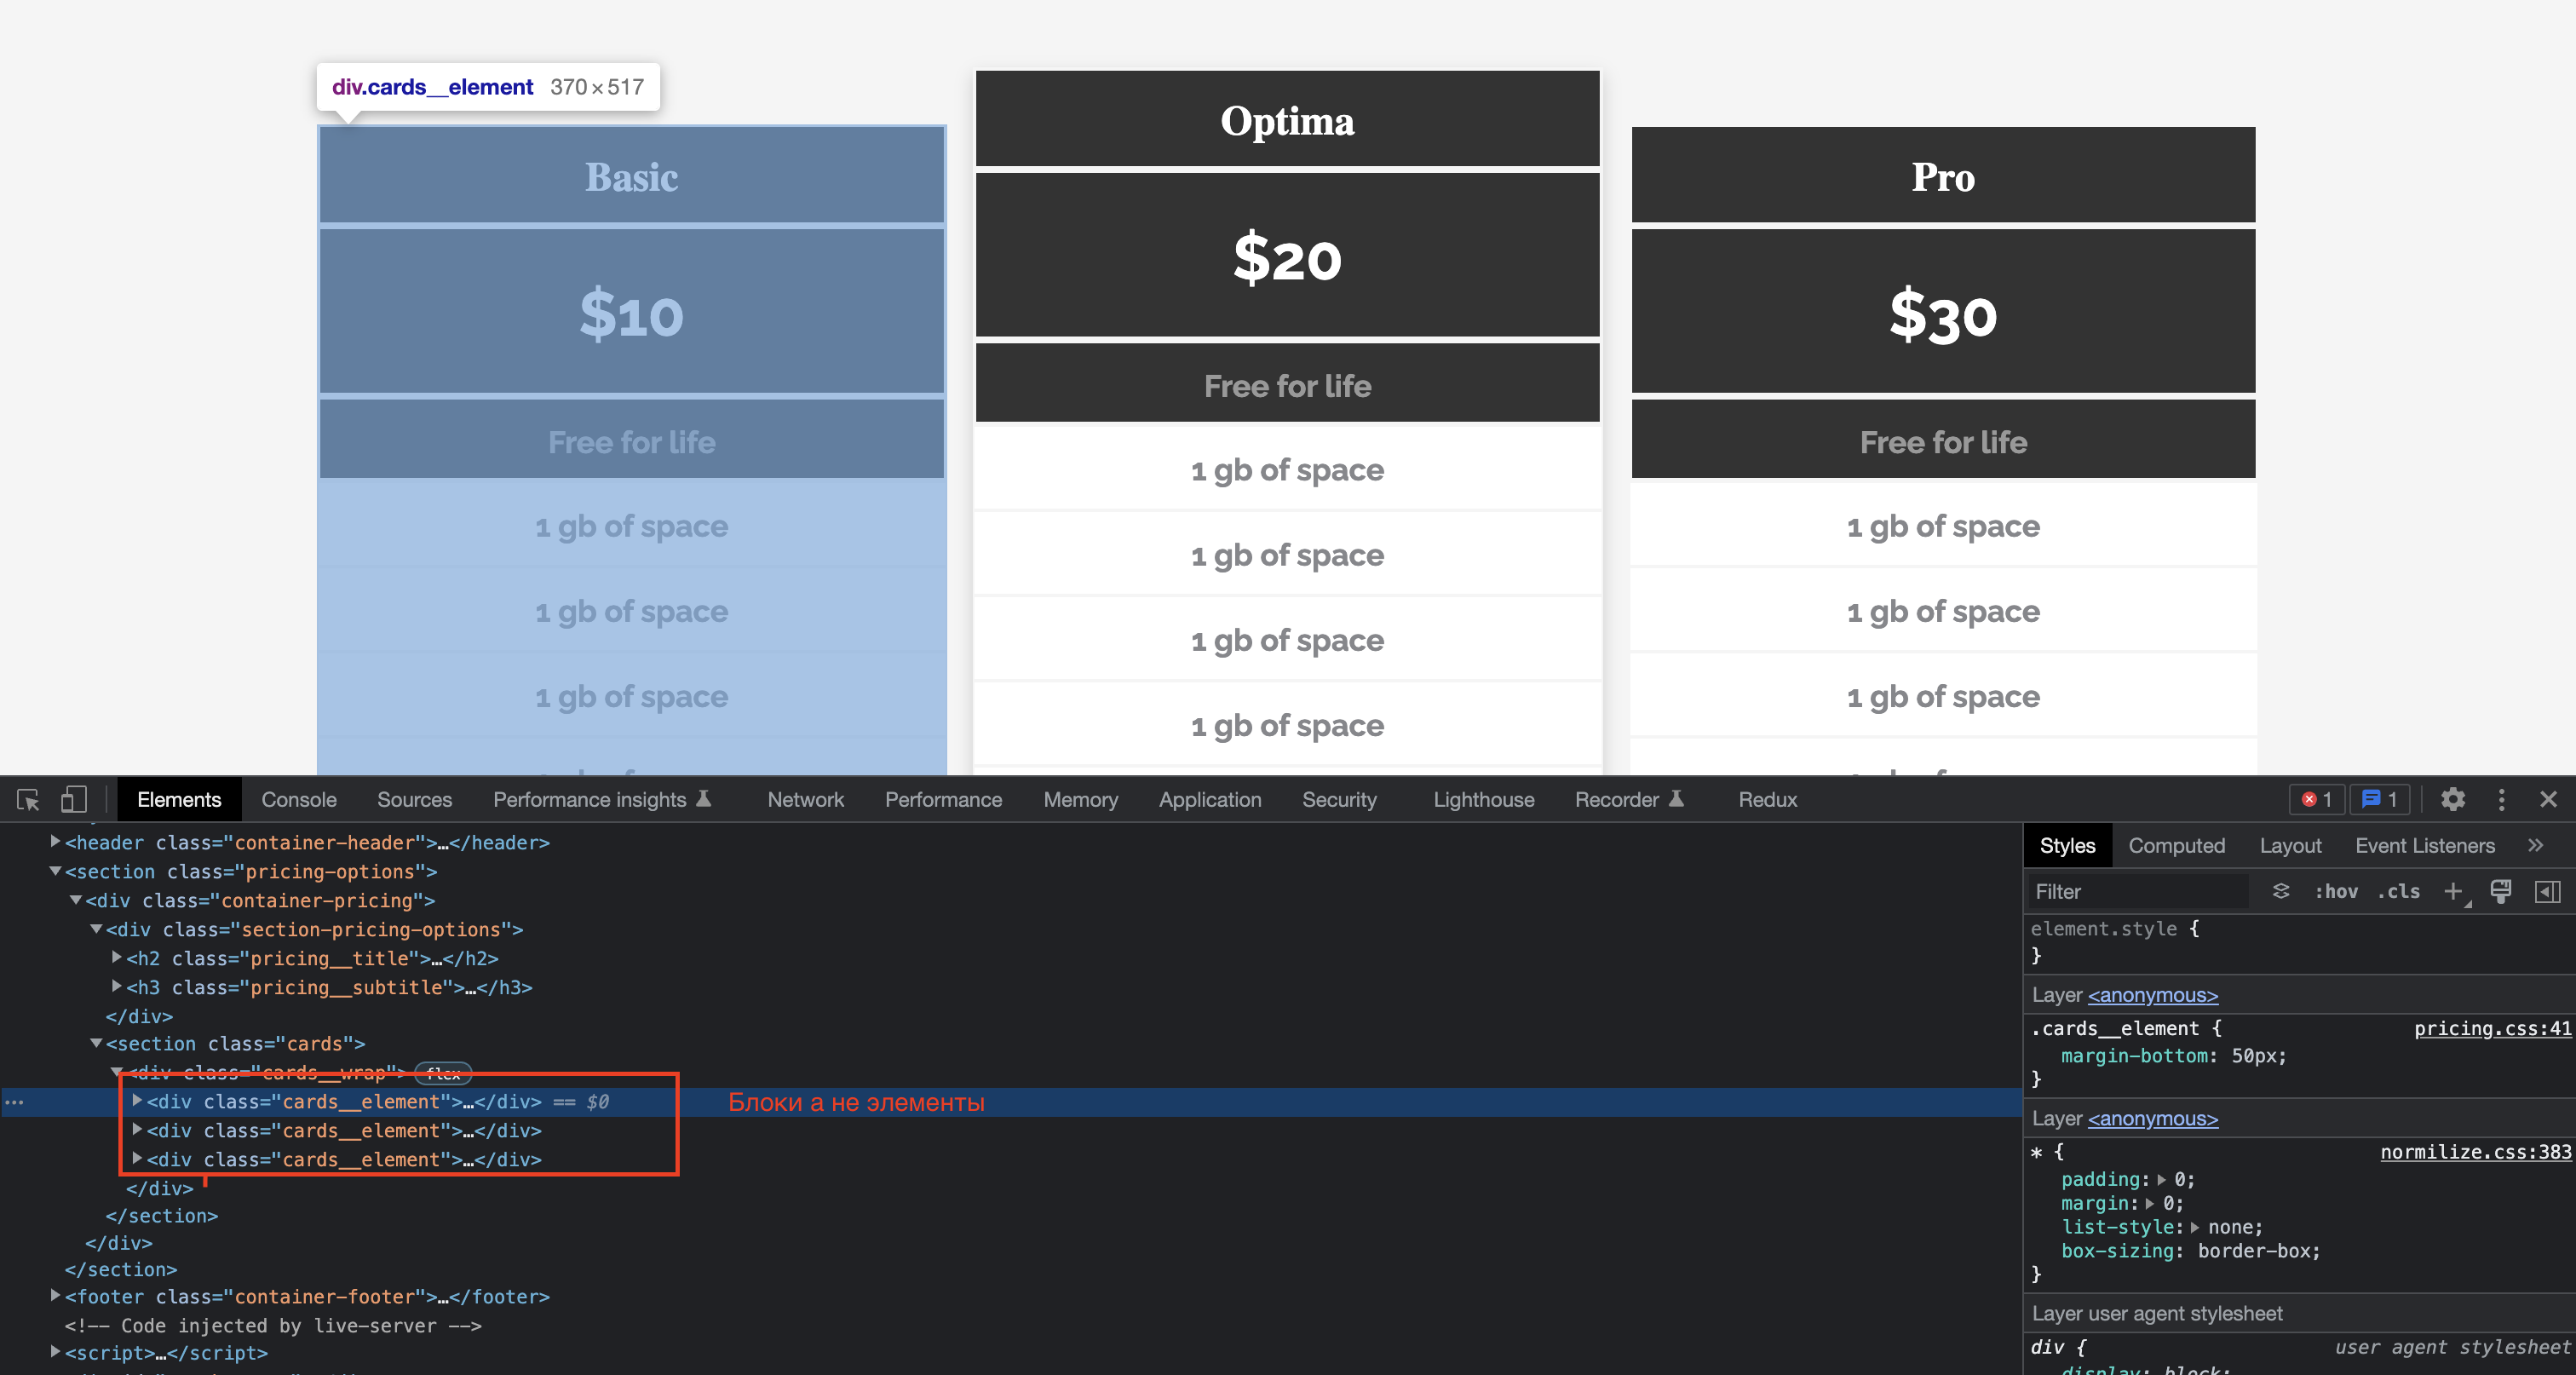 div.cards__element 370×517
Basic
$10
Free for life
1 gb of space
1 gb of space
1 gb of space
Optima
$20
Free for life
1 gb of space
1 gb of space
1 gb of space
1 gb of space
Pro
$30
Free for life
1 gb of space
1 gb of space
1 gb of space
Elements Console Sources Performance insights Network Performance Memory Application Security Lighthouse Recorder Redux 1 1
<header class="container-header">…</header>
<section class="pricing-options">
<div class="container-pricing">
<div class="section-pricing-options">
<h2 class="pricing__title">…</h2>
<h3 class="pricing__subtitle">…</h3>
</div>
<section class="cards">
<div class="cards__wrap"> flex
… <div class="cards__element">…</div> == $0 Блоки а не элементы
<div class="cards__element">…</div>
<div class="cards__element">…</div>
</div>
</section>
</div>
</section>
<footer class="container-footer">…</footer>
<!-- Code injected by live-server -->
<script>…</script>
Styles Computed Layout Event Listeners »
Filter :hov .cls +
element.style {
}
Layer <anonymous>
.cards__element { pricing.css:41
margin-bottom: 50px;
}
Layer <anonymous>
* { normilize.css:383
padding: 0;
margin: 0;
list-style: none;
box-sizing: border-box;
}
Layer user agent stylesheet
div { user agent stylesheet
display: block;